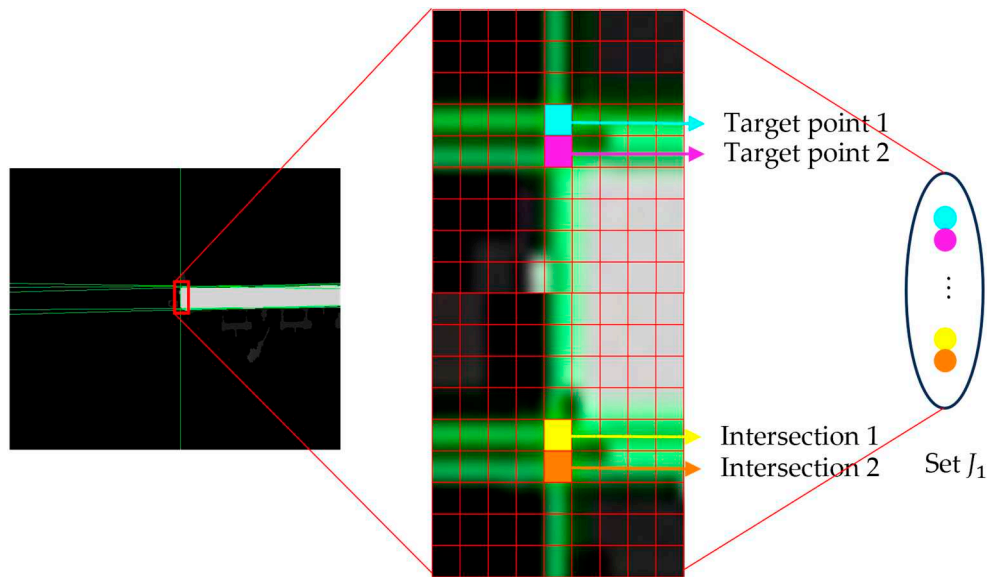 Target point 1
Target point 2
⋮
Intersection 1
Intersection 2
Set J₁